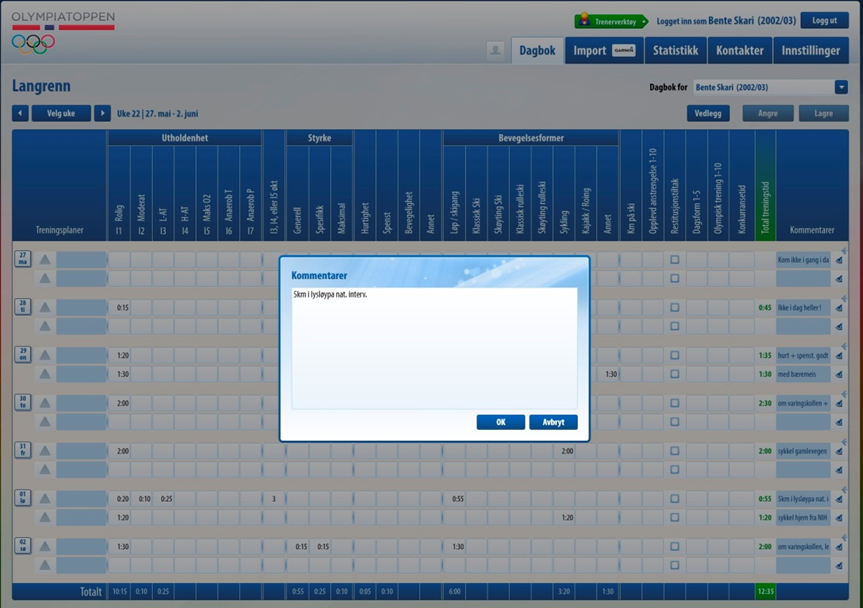 OLYMPIATOPPEN
Trenerverktøy
Logget inn som Bente Skari (2002/03)
Logg ut
Dagbok
Import GARMIN
Statistikk
Kontakter
Innstillinger
Langrenn
Dagbok for
Bente Skari (2002/03)
Velg uke
Uke 22 | 27. mai - 2. juni
Vedlegg
Angre
Lagre
Utholdenhet
Styrke
Bevegelsesformer
Treningsplaner
Rolig I1
Moderat I2
L-AT I3
H-AT I4
Maks O2 I5
Anaerob T I6
Anaerob P I7
I3, I4, eller I5 økt
Generell
Spesifikk
Maksimal
Hurtighet
Spenst
Bevegelighet
Annet
Løp / skigang
Klassisk Ski
Skøyting Ski
Klassisk rulleski
Skøyting rulleski
Sykling
Kajakk / Roing
Annet
Km på ski
Opplevd anstrengelse 1-10
Restitusjonstiltak
Dagsform 1-5
Olympisk trening 1-10
Konkurransetid
Total treningstid
Kommentarer
27 ma Kom ikke i gang i da
28 ti 0:15 0:45 Ikke i dag heller!
29 on 1:20 1:35 hurt + spenst. godt
1:30 1:30 1:30 med bæremeis
30 to 2:00 2:30 om varingskollen +
31 fr 2:00 2:00 2:00 sykkel gamlevegen
01 lø 0:20 0:10 0:25 3 0:55 0:55 5km i lysløypa nat. i
1:20 1:20 1:20 sykkel hjem fra NIH
02 sø 1:30 0:15 0:15 1:30 2:00 om varingskollen, le
Totalt 10:15 0:10 0:25 0:55 0:25 0:10 0:05 0:10 6:00 3:20 1:30 12:35
Kommentarer
5km i lysløypa nat. interv.
OK
Avbryt